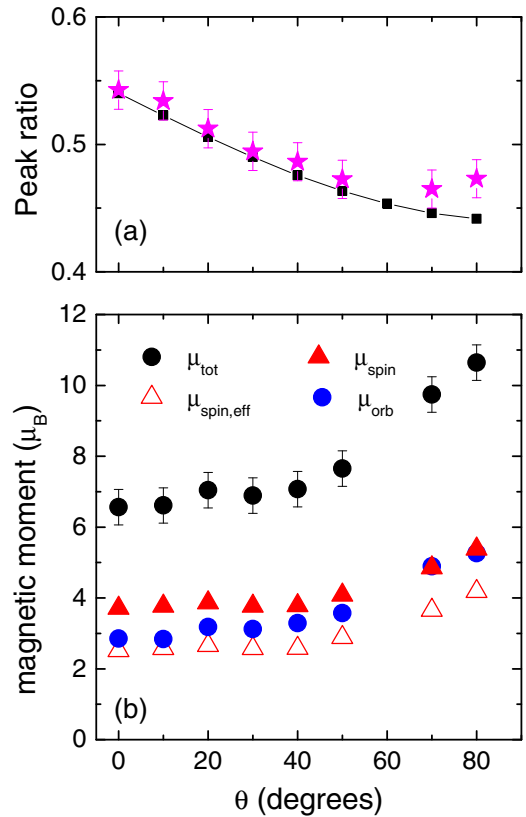 0.6
0.5
0.4
Peak ratio
(a)
12
10
8
6
4
2
0
magnetic moment (μB)
μtot
μspin
μspin,eff
μorb
(b)
0 20 40 60 80
θ (degrees)